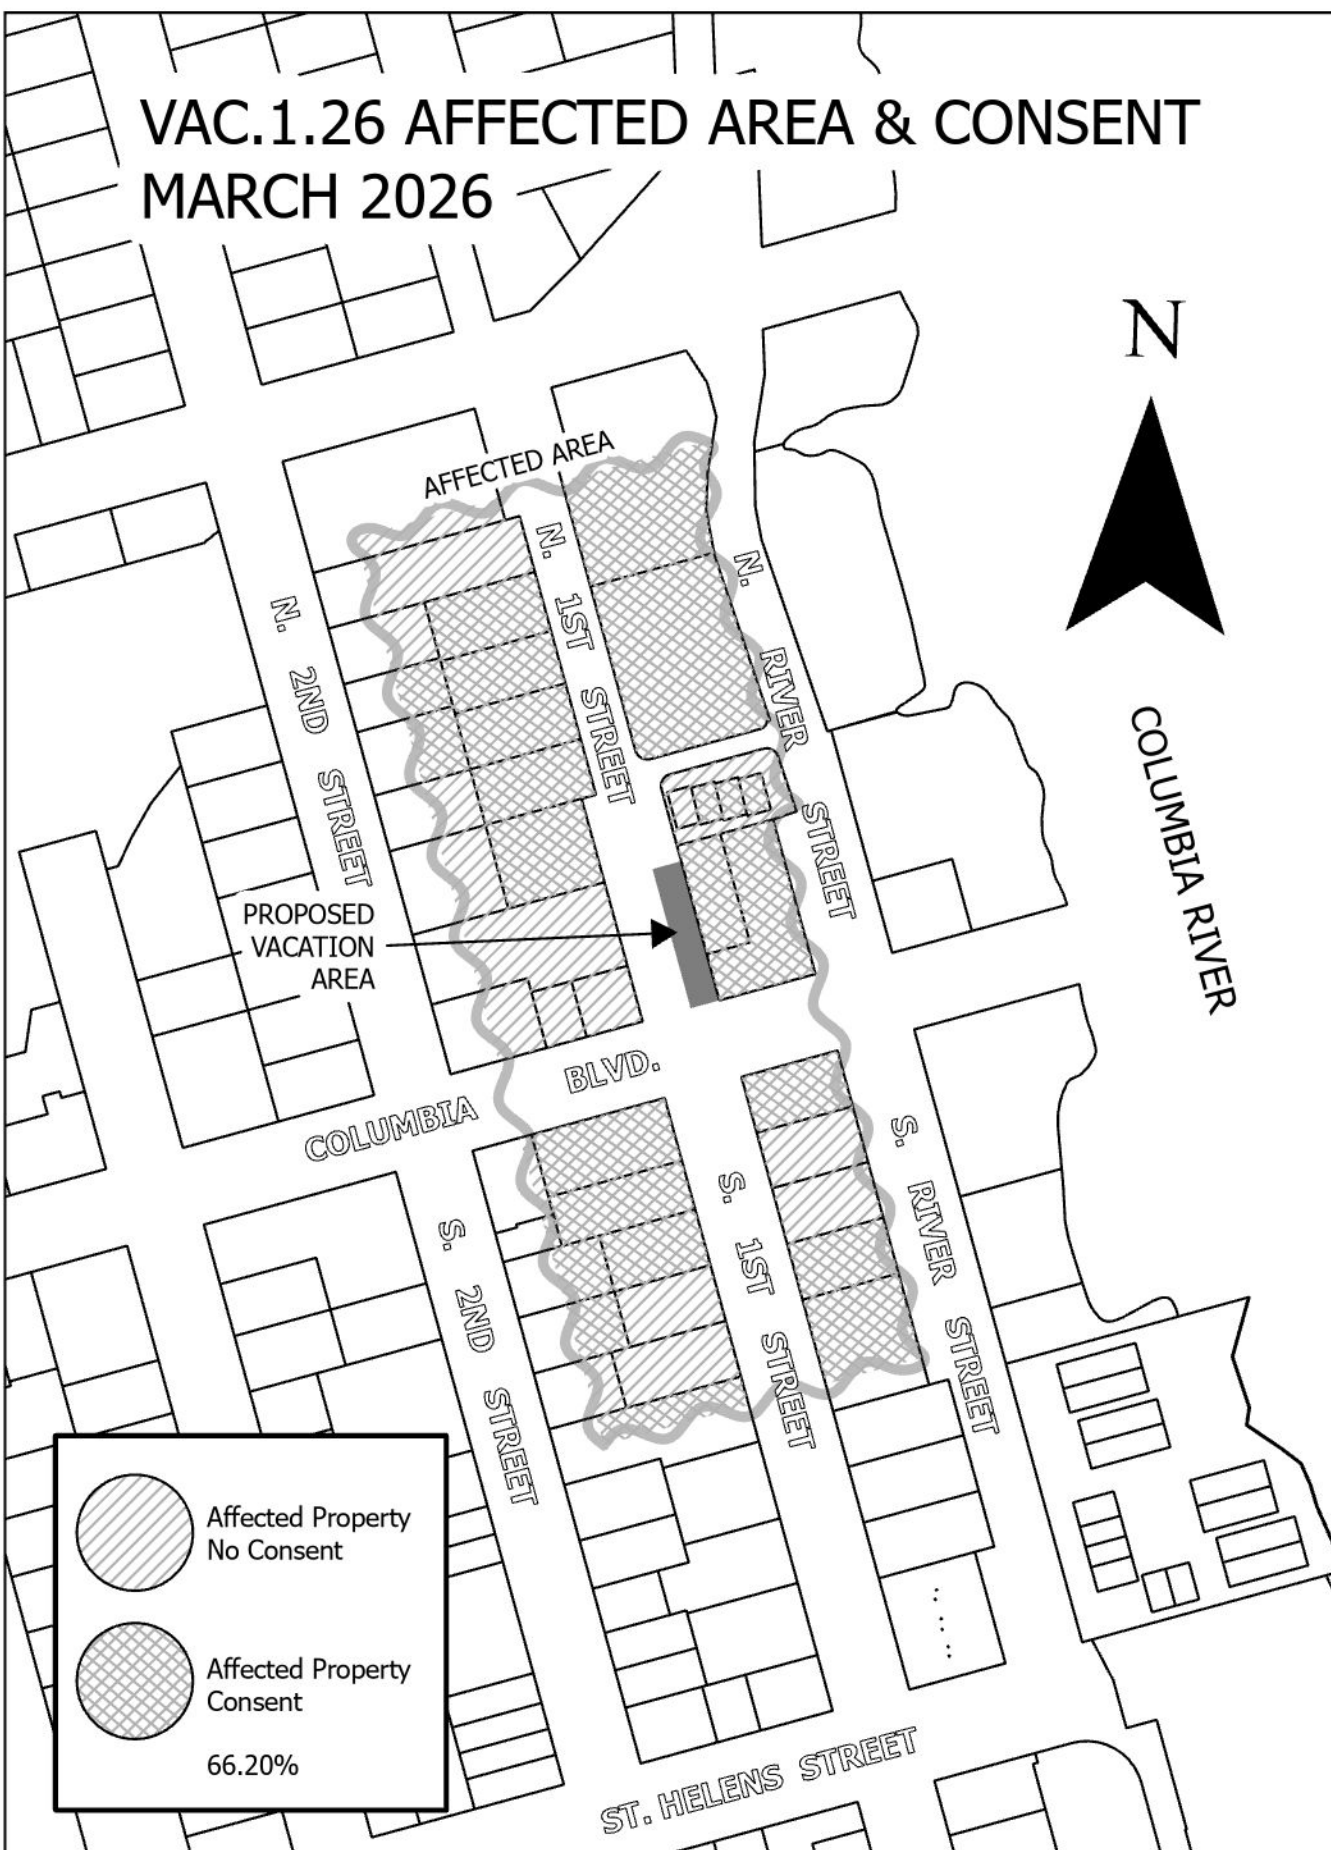 VAC.1.26 AFFECTED AREA & CONSENT
MARCH 2026
N
AFFECTED AREA
N. 1ST STREET
N. RIVER STREET
N. 2ND STREET
COLUMBIA RIVER
PROPOSED
VACATION
AREA
COLUMBIA BLVD.
S. 2ND STREET
S. 1ST STREET
S. RIVER STREET
ST. HELENS STREET
Affected Property
No Consent
Affected Property
Consent
66.20%